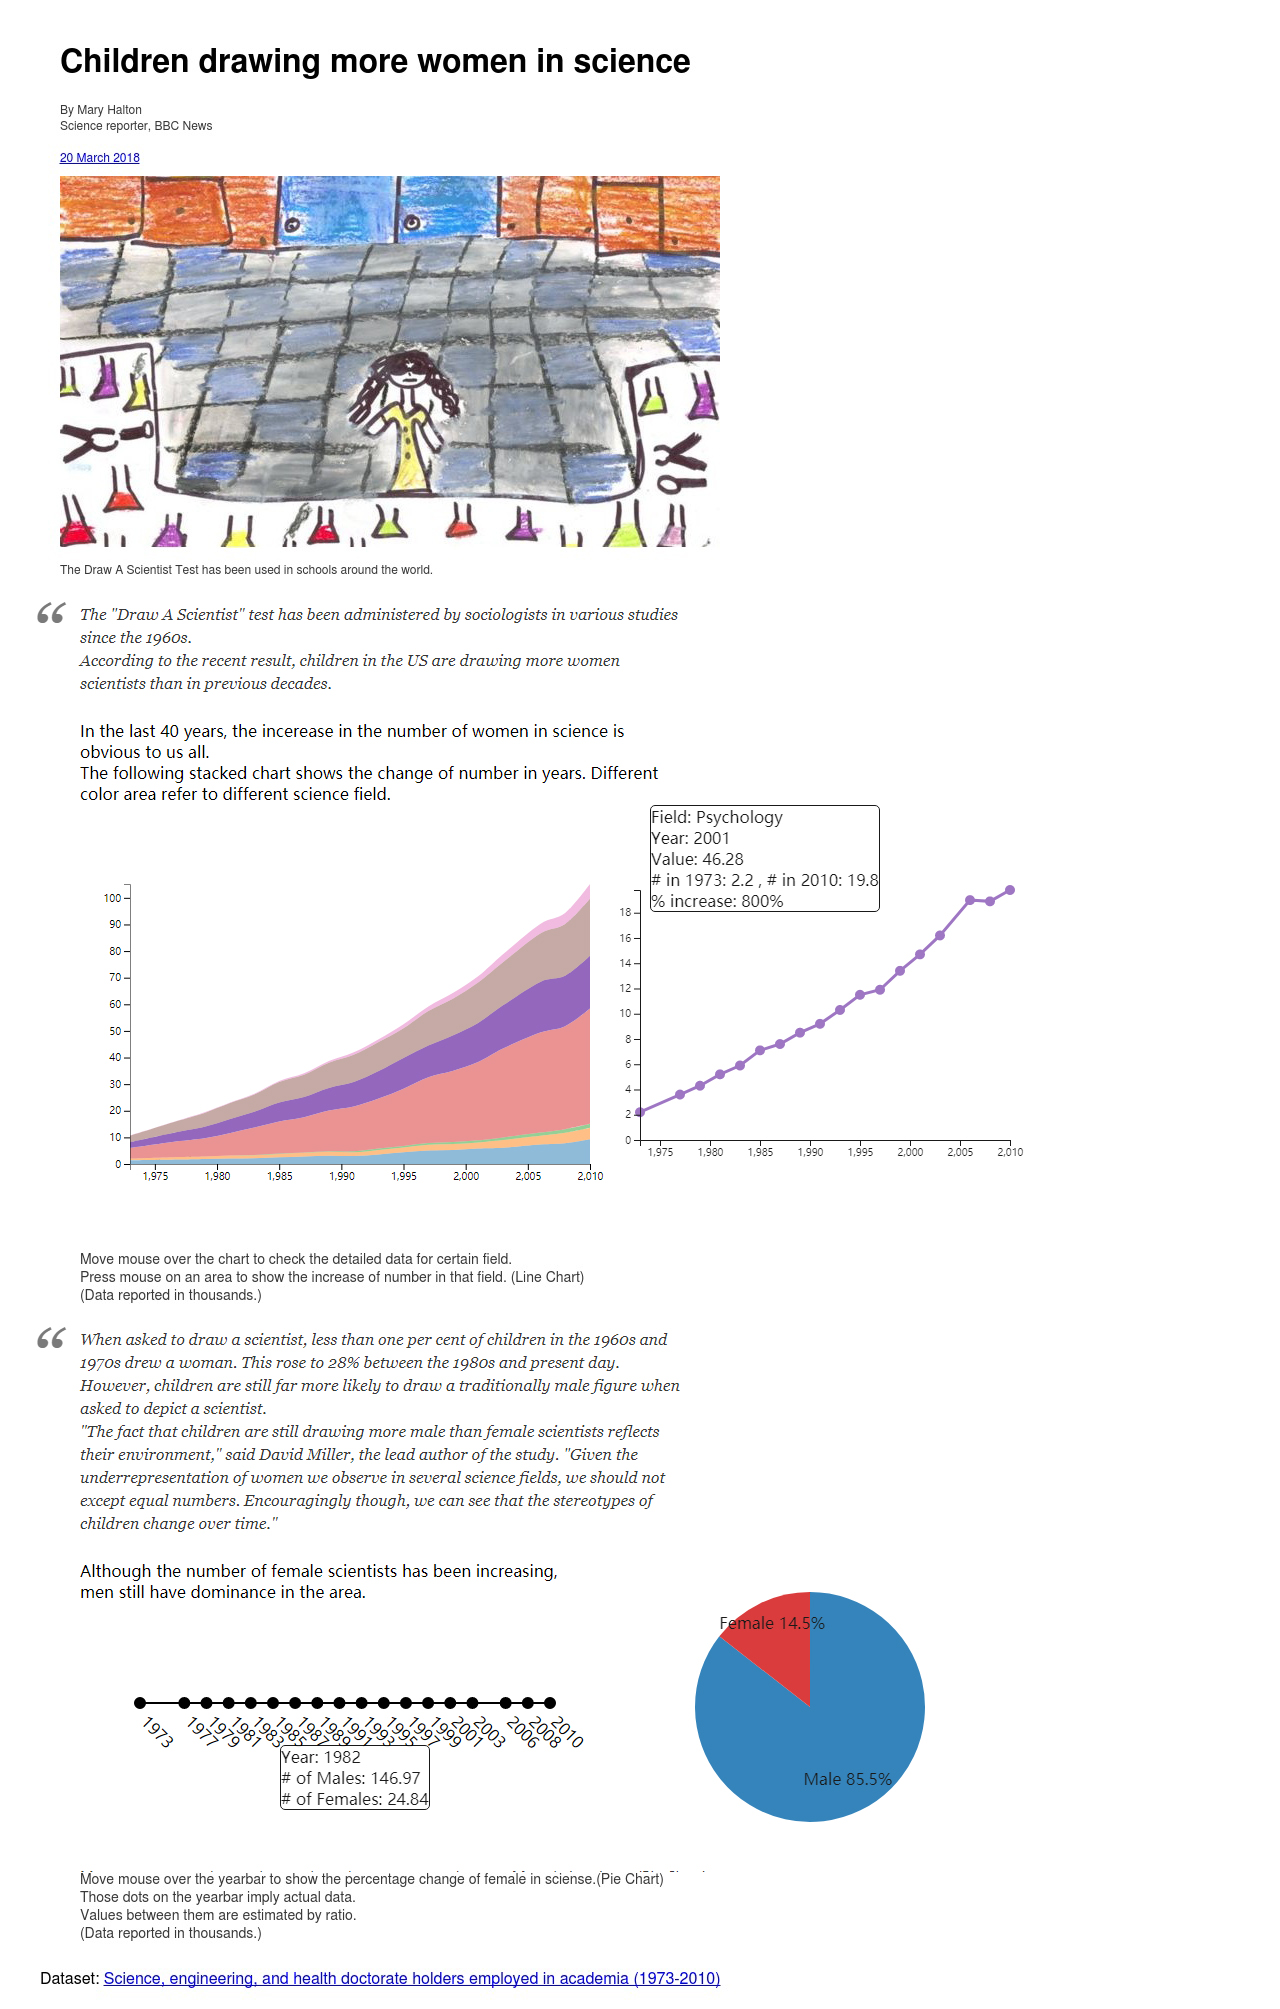 Children drawing more women in science
By Mary Halton
Science reporter, BBC News
20 March 2018
The Draw A Scientist Test has been used in schools around the world.
“ The "Draw A Scientist" test has been administered by sociologists in various studies
since the 1960s.
According to the recent result, children in the US are drawing more women
scientists than in previous decades.
In the last 40 years, the incerease in the number of women in science is
obvious to us all.
The following stacked chart shows the change of number in years. Different
color area refer to different science field.
Field: Psychology
Year: 2001
Value: 46.28
# in 1973: 2.2 , # in 2010: 19.8
% increase: 800%
100
90
80
70
60
50
40
30
20
10
0
1,975 1,980 1,985 1,990 1,995 2,000 2,005 2,010
18
16
14
12
10
8
6
4
2
0
1,975 1,980 1,985 1,990 1,995 2,000 2,005 2,010
Move mouse over the chart to check the detailed data for certain field.
Press mouse on an area to show the increase of number in that field. (Line Chart)
(Data reported in thousands.)
“ When asked to draw a scientist, less than one per cent of children in the 1960s and
1970s drew a woman. This rose to 28% between the 1980s and present day.
However, children are still far more likely to draw a traditionally male figure when
asked to depict a scientist.
"The fact that children are still drawing more male than female scientists reflects
their environment," said David Miller, the lead author of the study. "Given the
underrepresentation of women we observe in several science fields, we should not
except equal numbers. Encouragingly though, we can see that the stereotypes of
children change over time."
Although the number of female scientists has been increasing,
men still have dominance in the area.
Female 14.5%
Male 85.5%
1973 1977 1979 1981 1983 1985 1987 1989 1991 1993 1995 1997 1999 2001 2003 2006 2008 2010
Year: 1982
# of Males: 146.97
# of Females: 24.84
Move mouse over the yearbar to show the percentage change of female in sciense.(Pie Chart)
Those dots on the yearbar imply actual data.
Values between them are estimated by ratio.
(Data reported in thousands.)
Dataset: Science, engineering, and health doctorate holders employed in academia (1973-2010)